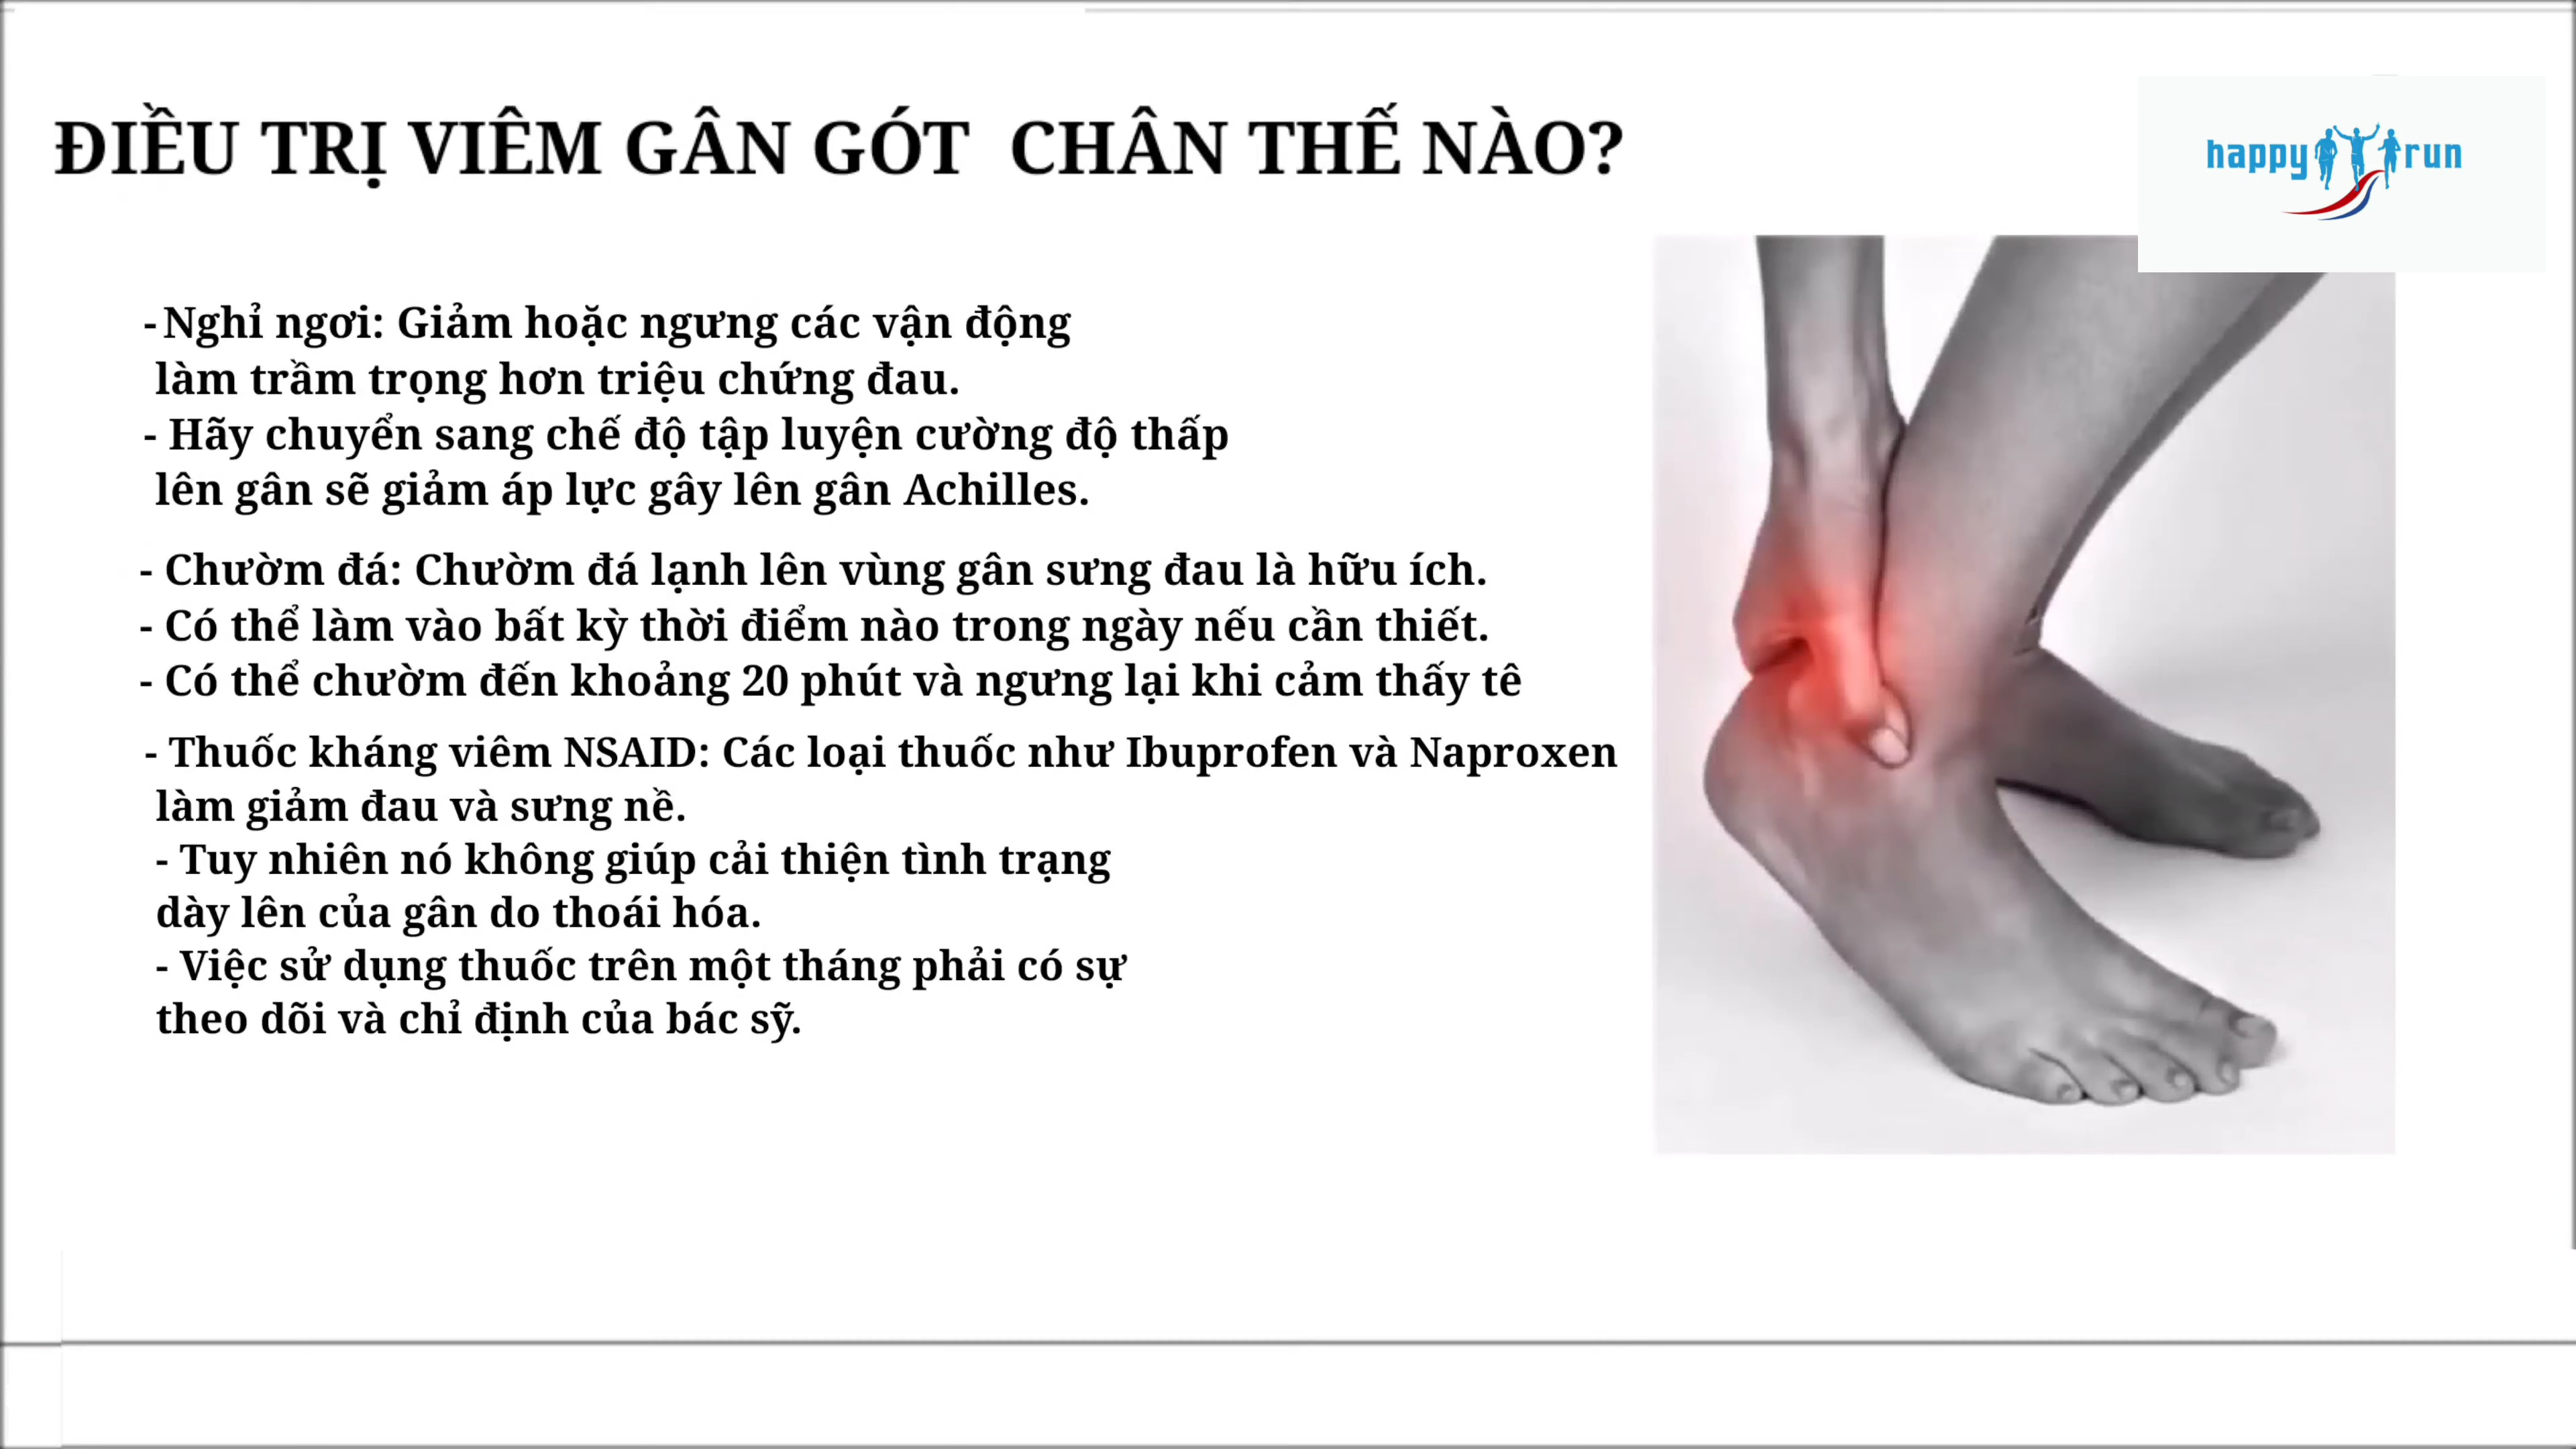 ĐIỀU TRỊ VIÊM GÂN GÓT CHÂN THẾ NÀO?
happy run
- Nghỉ ngơi: Giảm hoặc ngưng các vận động
làm trầm trọng hơn triệu chứng đau.
- Hãy chuyển sang chế độ tập luyện cường độ thấp
lên gân sẽ giảm áp lực gây lên gân Achilles.
- Chườm đá: Chườm đá lạnh lên vùng gân sưng đau là hữu ích.
- Có thể làm vào bất kỳ thời điểm nào trong ngày nếu cần thiết.
- Có thể chườm đến khoảng 20 phút và ngưng lại khi cảm thấy tê
- Thuốc kháng viêm NSAID: Các loại thuốc như Ibuprofen và Naproxen
làm giảm đau và sưng nề.
- Tuy nhiên nó không giúp cải thiện tình trạng
dày lên của gân do thoái hóa.
- Việc sử dụng thuốc trên một tháng phải có sự
theo dõi và chỉ định của bác sỹ.